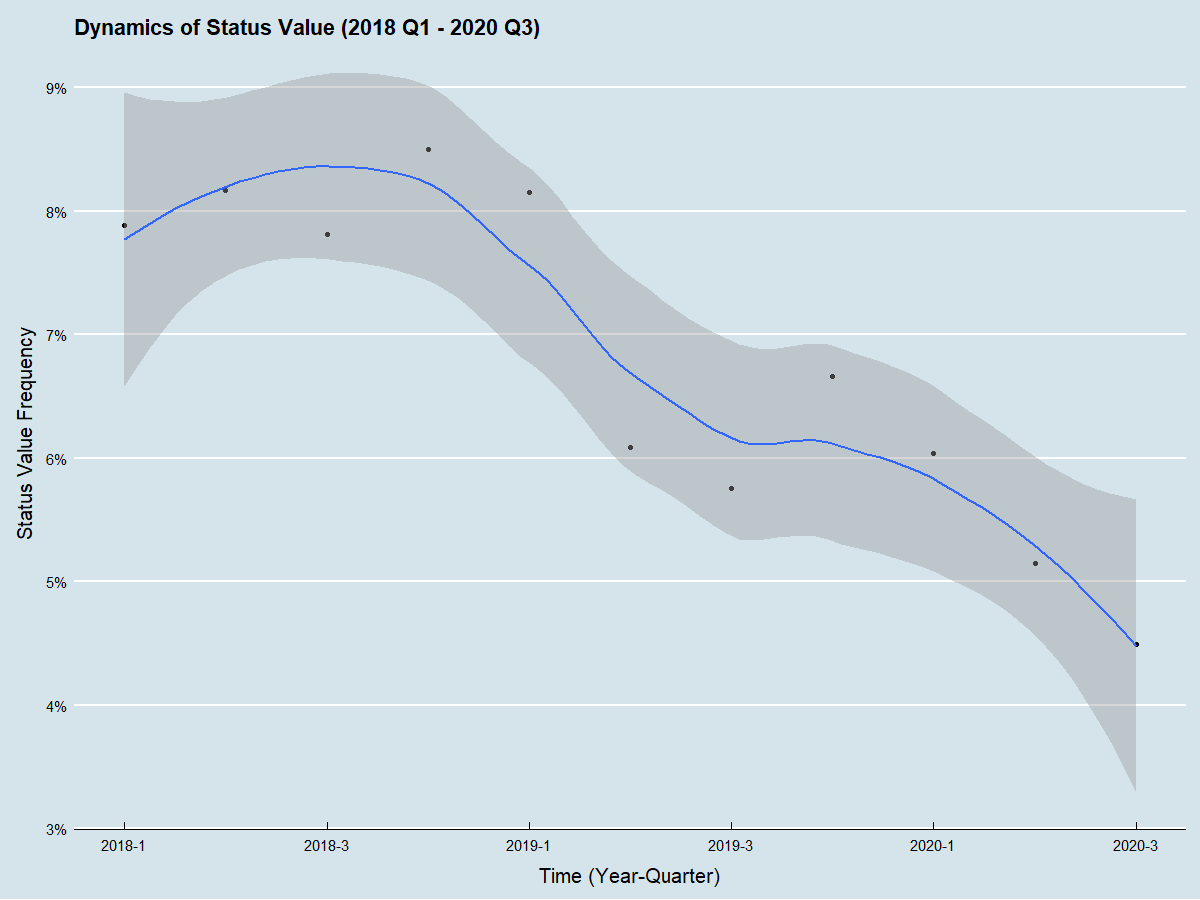 Dynamics of Status Value (2018 Q1 - 2020 Q3)
Status Value Frequency
9%
8%
7%
6%
5%
4%
3%
2018-1 2018-3 2019-1 2019-3 2020-1 2020-3
Time (Year-Quarter)